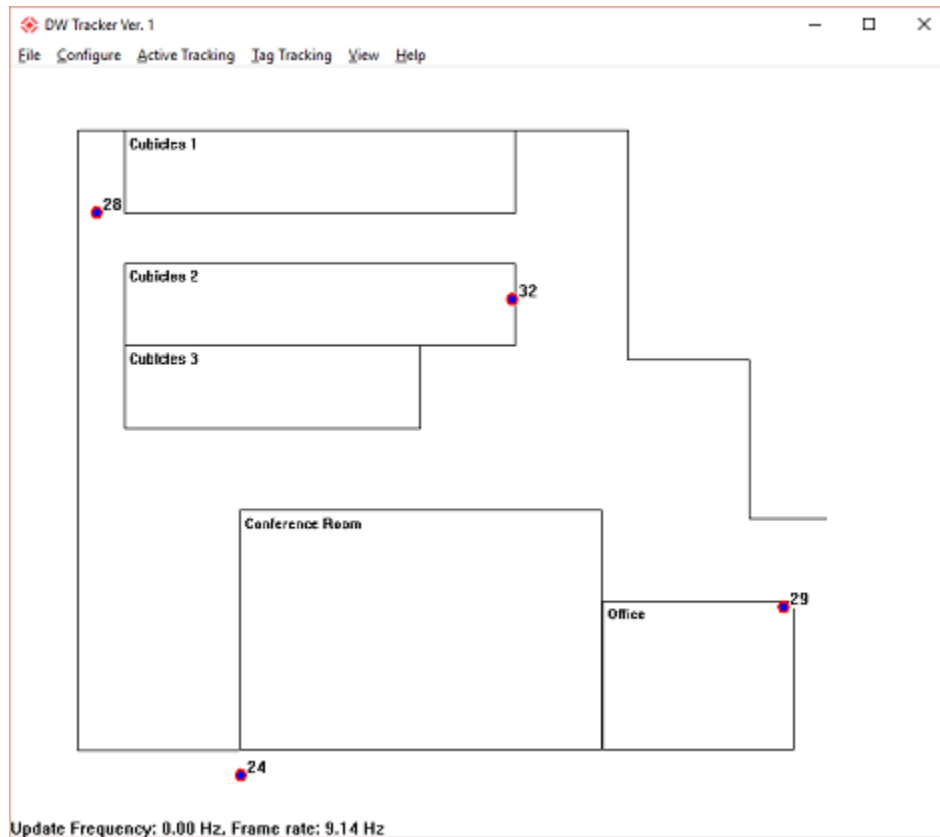 DW Tracker Ver. 1
File Configure Active Tracking Tag Tracking View Help
Cubicles 1
28
Cubicles 2
32
Cubicles 3
Conference Room
29
Office
24
Update Frequency: 0.00 Hz, Frame rate: 9.14 Hz